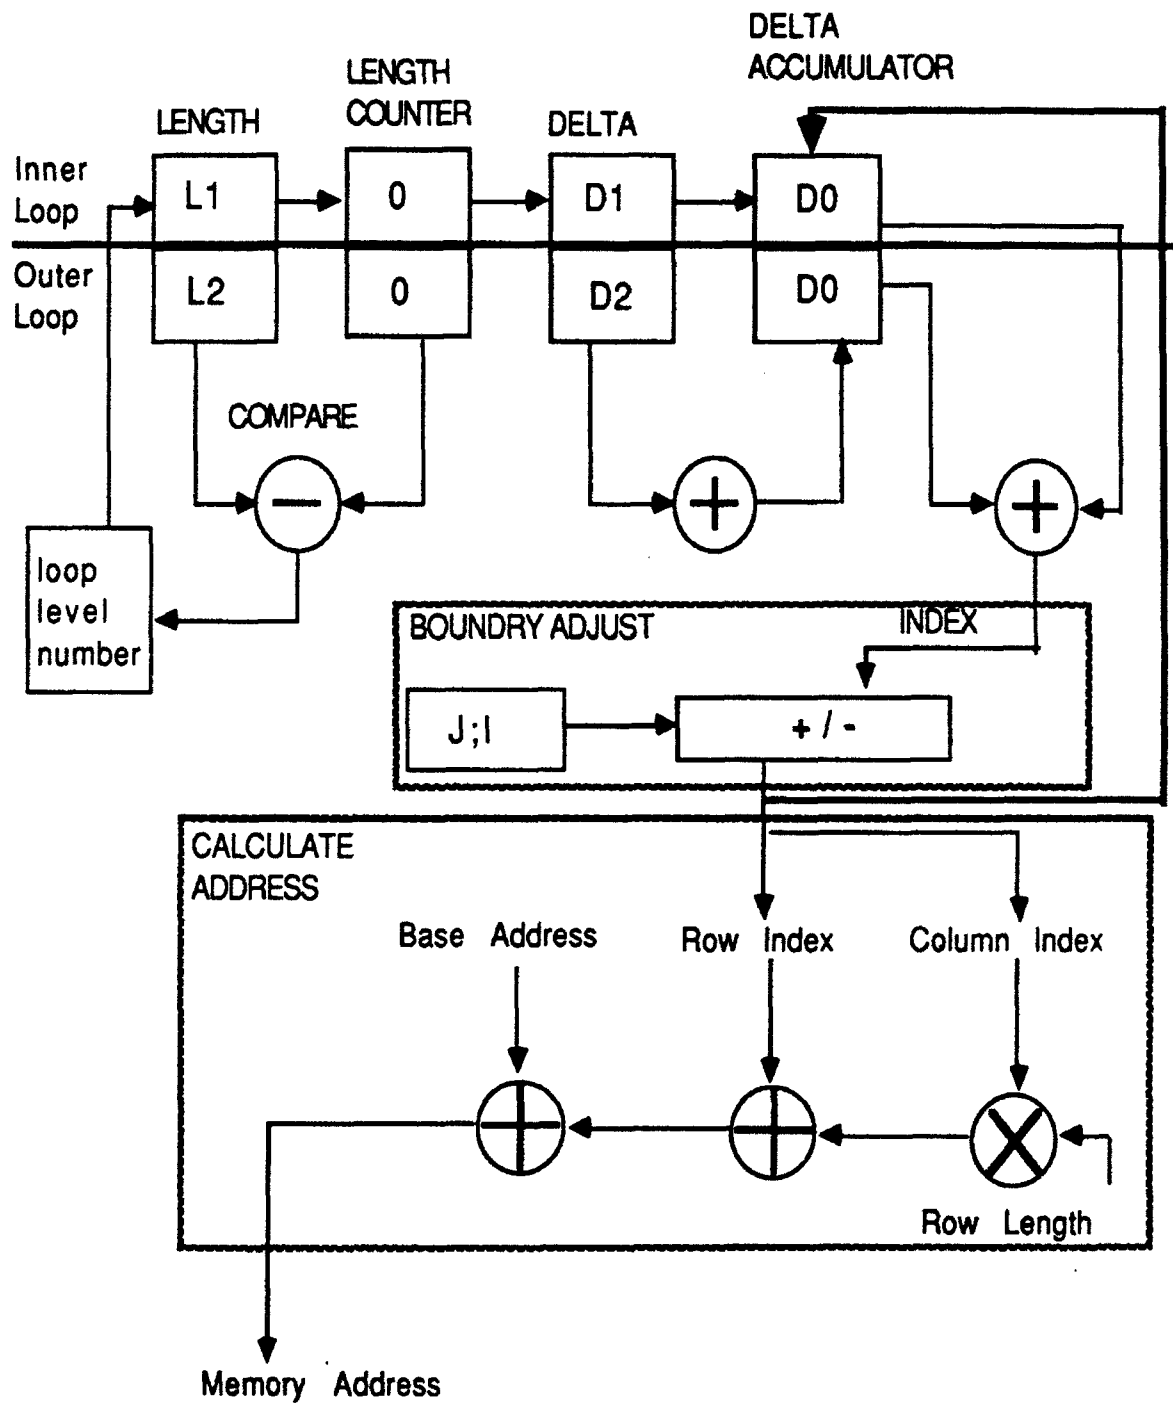 DELTA
ACCUMULATOR
LENGTH
COUNTER
LENGTH
DELTA
Inner
Loop
L1
0
D1
D0
Outer
Loop
L2
0
D2
D0
COMPARE
−
+
+
loop
level
number
BOUNDRY ADJUST
INDEX
J;I
+ / -
CALCULATE
ADDRESS
Base Address
Row Index
Column Index
Row Length
Memory Address